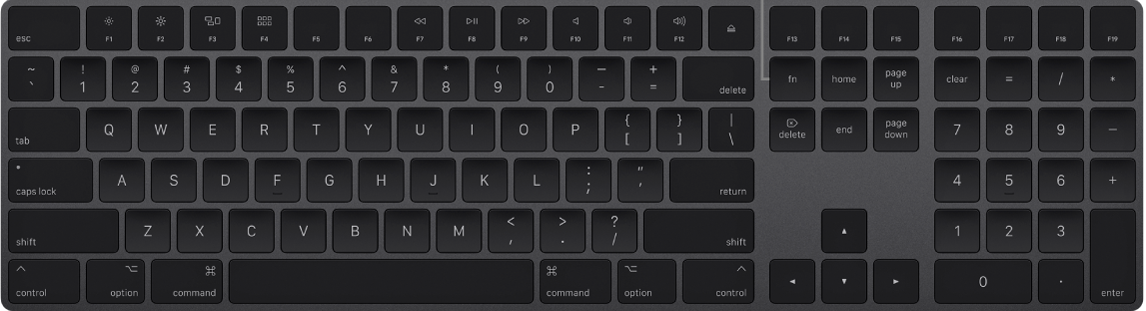 esc F1 F2 F3 F4 F5 F6 F7 F8 F9 F10 F11 F12 F13 F14 F15 F16 F17 F18 F19
~ ! @ # $ % ^ & * ( ) — +
` 1 2 3 4 5 6 7 8 9 0 - = delete fn home page up clear = / *
tab Q W E R T Y U I O P { [ } ] | \ delete end page down 7 8 9 −
caps lock A S D F G H J K L : ; " ' return 4 5 6 +
shift Z X C V B N M < , > . ? / shift ▲ 1 2 3
^ control ⌥ option ⌘ command ⌘ command ⌥ option ^ control ◄ ▼ ► 0 . enter